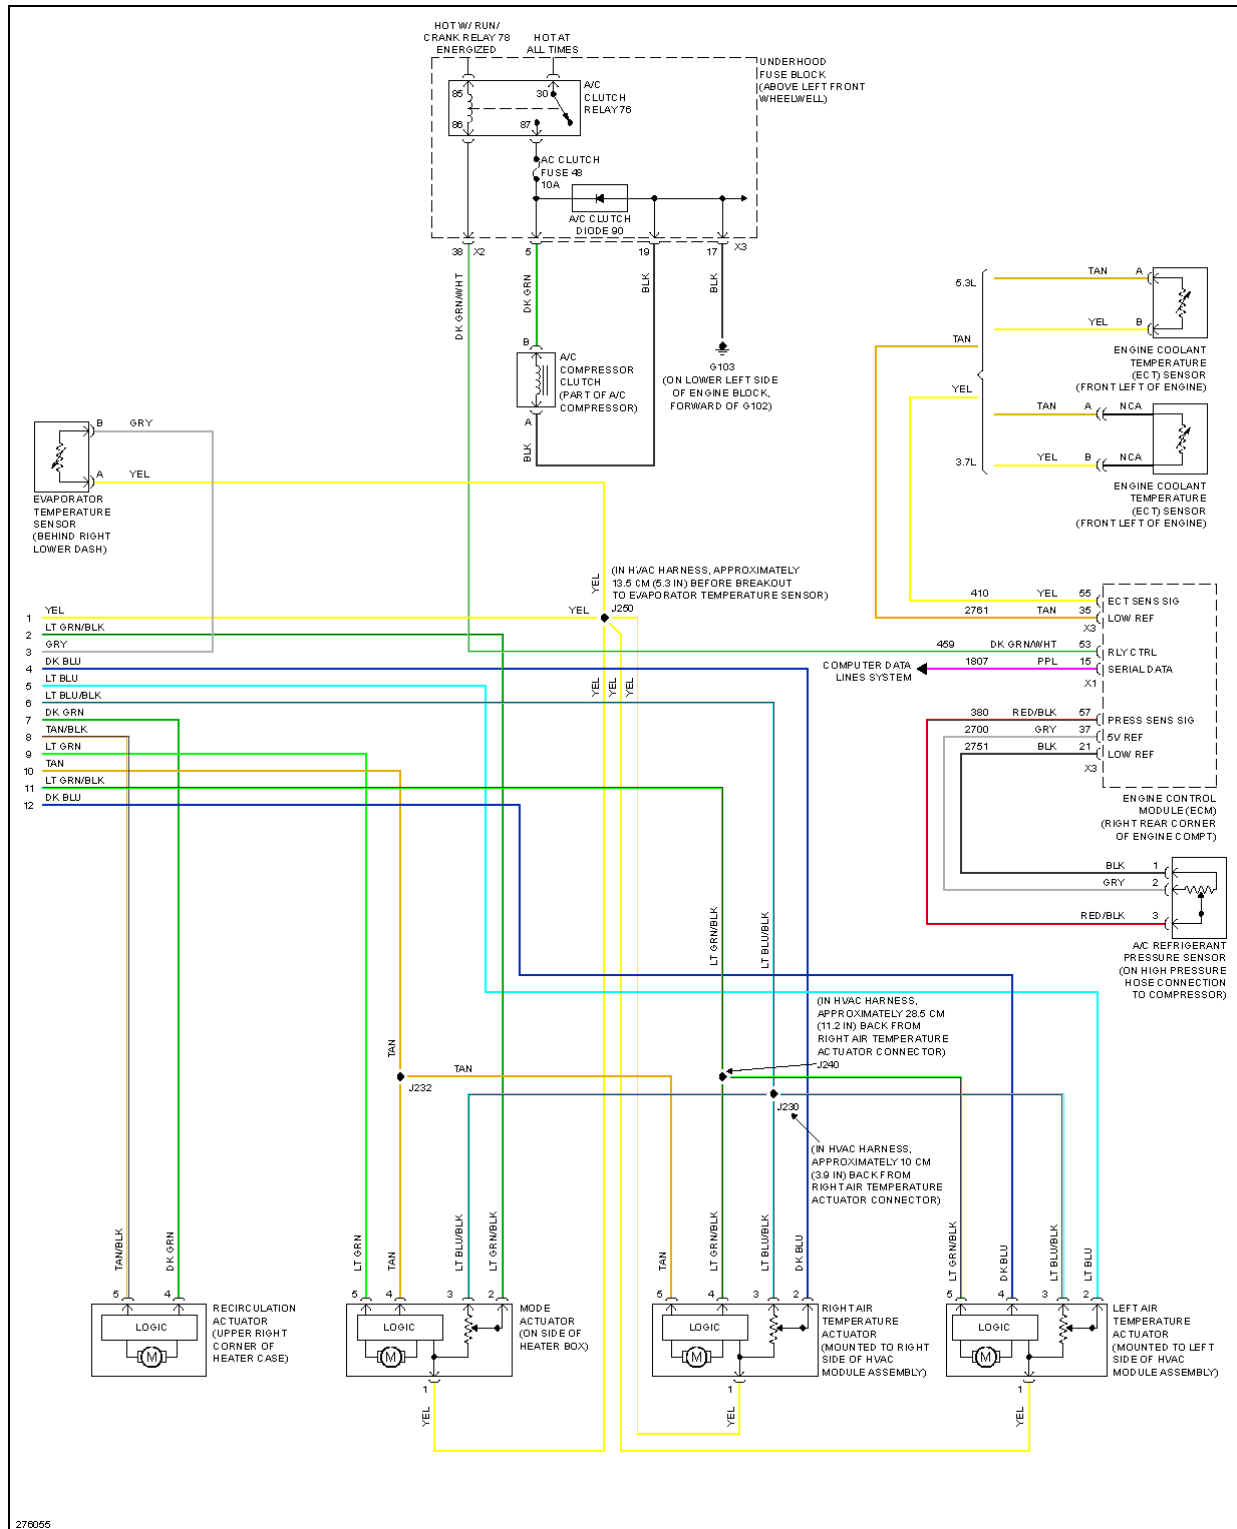 HOT W/ RUN/
CRANK RELAY 78
ENERGIZED
HOT AT
ALL TIMES
UNDERHOOD
FUSE BLOCK
(ABOVE LEFT FRONT
WHEELWELL)
85
30
86
87
A/C
CLUTCH
RELAY 76
AC CLUTCH
FUSE 48
10A
A/C CLUTCH
DIODE 90
38
X2
5
19
17
X3
DK GRN/WHT
DK GRN
BLK
BLK
B
A/C
COMPRESSOR
CLUTCH
(PART OF A/C
COMPRESSOR)
A
BLK
G103
(ON LOWER LEFT SIDE
OF ENGINE BLOCK,
FORWARD OF G102)
5.3L
TAN
A
YEL
B
ENGINE COOLANT
TEMPERATURE
(ECT) SENSOR
(FRONT LEFT OF ENGINE)
TAN
YEL
3.7L
TAN
A
NCA
YEL
B
NCA
ENGINE COOLANT
TEMPERATURE
(ECT) SENSOR
(FRONT LEFT OF ENGINE)
B
GRY
A
YEL
EVAPORATOR
TEMPERATURE
SENSOR
(BEHIND RIGHT
LOWER DASH)
(IN HVAC HARNESS, APPROXIMATELY
13.5 CM (5.3 IN) BEFORE BREAKOUT
TO EVAPORATOR TEMPERATURE SENSOR)
YEL
YEL
J250
YEL
YEL
YEL
1 YEL
2 LT GRN/BLK
3 GRY
4 DK BLU
5 LT BLU
6 LT BLU/BLK
7 DK GRN
8 TAN/BLK
9 LT GRN
10 TAN
11 LT GRN/BLK
12 DK BLU
410 YEL 55 ECT SENS SIG
2761 TAN 35 LOW REF
X3
459 DK GRN/WHT 53 RLY CTRL
COMPUTER DATA
LINES SYSTEM
1807 PPL 15 SERIAL DATA
X1
380 RED/BLK 57 PRESS SENS SIG
2700 GRY 37 5V REF
2751 BLK 21 LOW REF
X3
ENGINE CONTROL
MODULE (ECM)
(RIGHT REAR CORNER
OF ENGINE COMPT)
BLK 1
GRY 2
RED/BLK 3
A/C REFRIGERANT
PRESSURE SENSOR
(ON HIGH PRESSURE
HOSE CONNECTION
TO COMPRESSOR)
LT GRN/BLK
LT BLU/BLK
(IN HVAC HARNESS,
APPROXIMATELY 28.5 CM
(11.2 IN) BACK FROM
RIGHT AIR TEMPERATURE
ACTUATOR CONNECTOR)
J240
TAN
J232
TAN
J230
(IN HVAC HARNESS,
APPROXIMATELY 10 CM
(3.9 IN) BACK FROM
RIGHT AIR TEMPERATURE
ACTUATOR CONNECTOR)
TAN/BLK
DK GRN
LT GRN
TAN
LT BLU/BLK
LT GRN/BLK
TAN
LT GRN/BLK
LT BLU/BLK
DK BLU
LT GRN/BLK
DK BLU
LT BLU/BLK
LT BLU
5
4
LOGIC
M
RECIRCULATION
ACTUATOR
(UPPER RIGHT
CORNER OF
HEATER CASE)
5
4
3
2
LOGIC
M
1
YEL
MODE
ACTUATOR
(ON SIDE OF
HEATER BOX)
5
4
3
2
LOGIC
M
1
YEL
RIGHT AIR
TEMPERATURE
ACTUATOR
(MOUNTED TO RIGHT
SIDE OF HVAC
MODULE ASSEMBLY)
5
4
3
2
LOGIC
M
1
YEL
LEFT AIR
TEMPERATURE
ACTUATOR
(MOUNTED TO LEFT
SIDE OF HVAC
MODULE ASSEMBLY)
276055